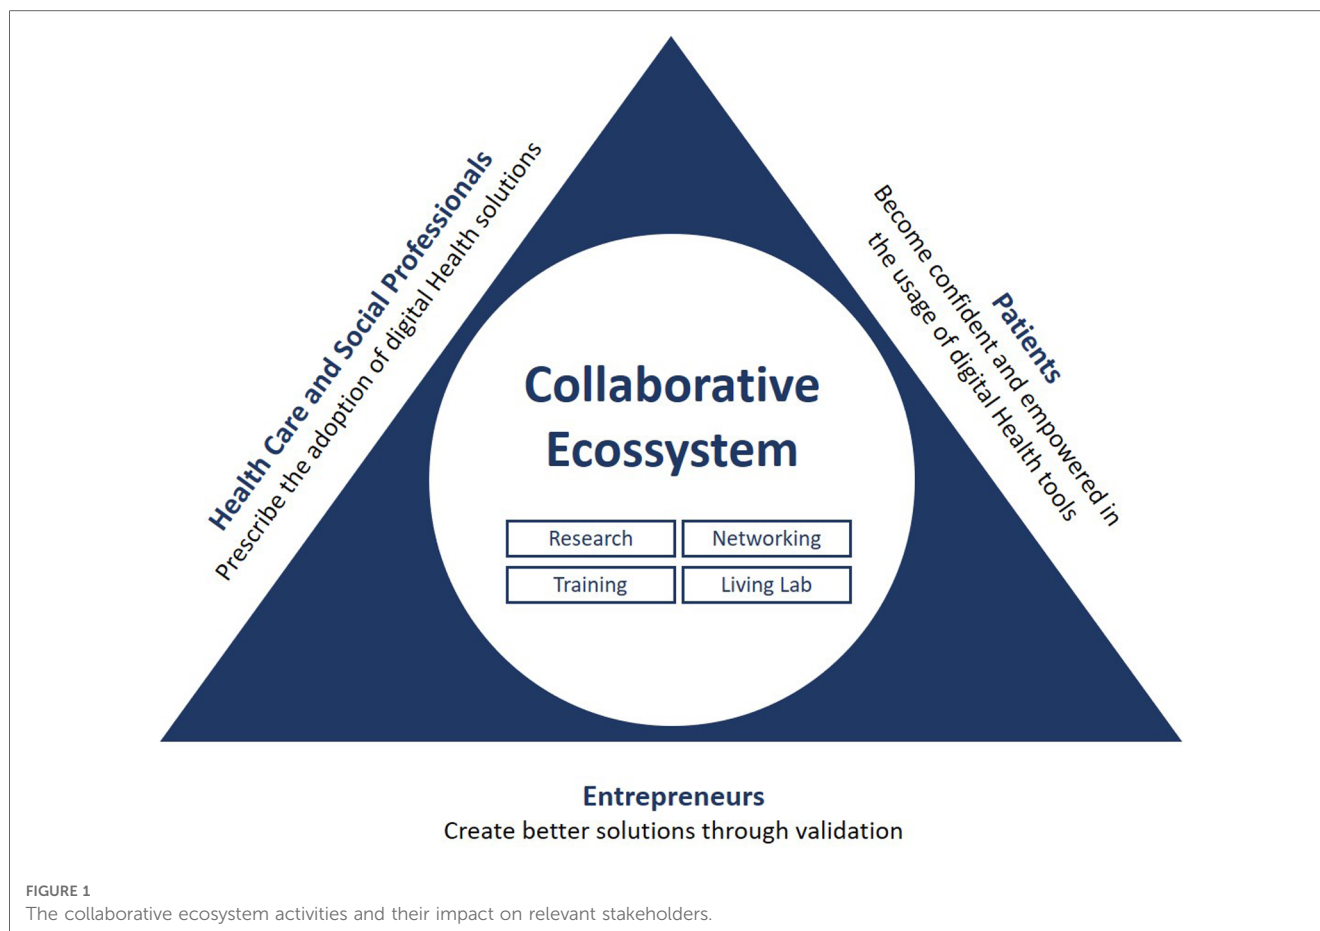 Health Care and Social Professionals
Prescribe the adoption of digital Health solutions
Patients
Become confident and empowered in
the usage of digital Health tools
Collaborative
Ecossystem
Research
Networking
Training
Living Lab
Entrepreneurs
Create better solutions through validation
FIGURE 1
The collaborative ecosystem activities and their impact on relevant stakeholders.